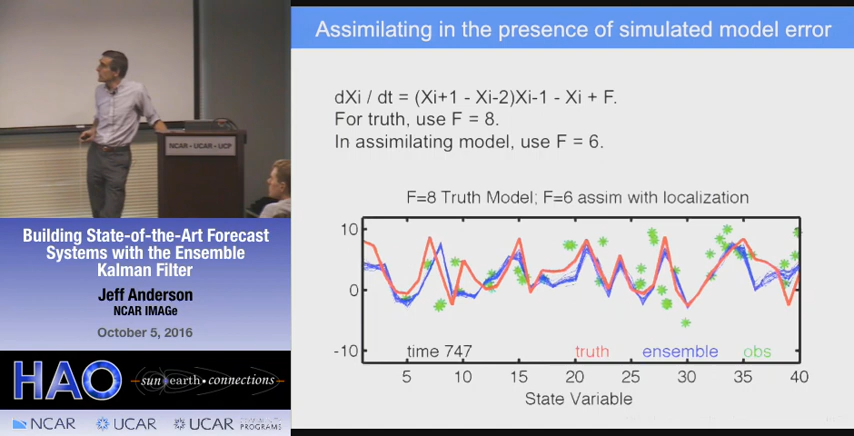 Assimilating in the presence of simulated model error
dXi / dt = (Xi+1 - Xi-2)Xi-1 - Xi + F.
For truth, use F = 8.
In assimilating model, use F = 6.
F=8 Truth Model; F=6 assim with localization
10
0
-10
time 747 truth ensemble obs
5 10 15 20 25 30 35 40
State Variable
NCAR • UCAR • UCP
Building State-of-the-Art Forecast
Systems with the Ensemble
Kalman Filter
Jeff Anderson
NCAR IMAGe
October 5, 2016
HAO sun•earth•connections
NCAR UCAR UCAR COMMUNITY
PROGRAMS